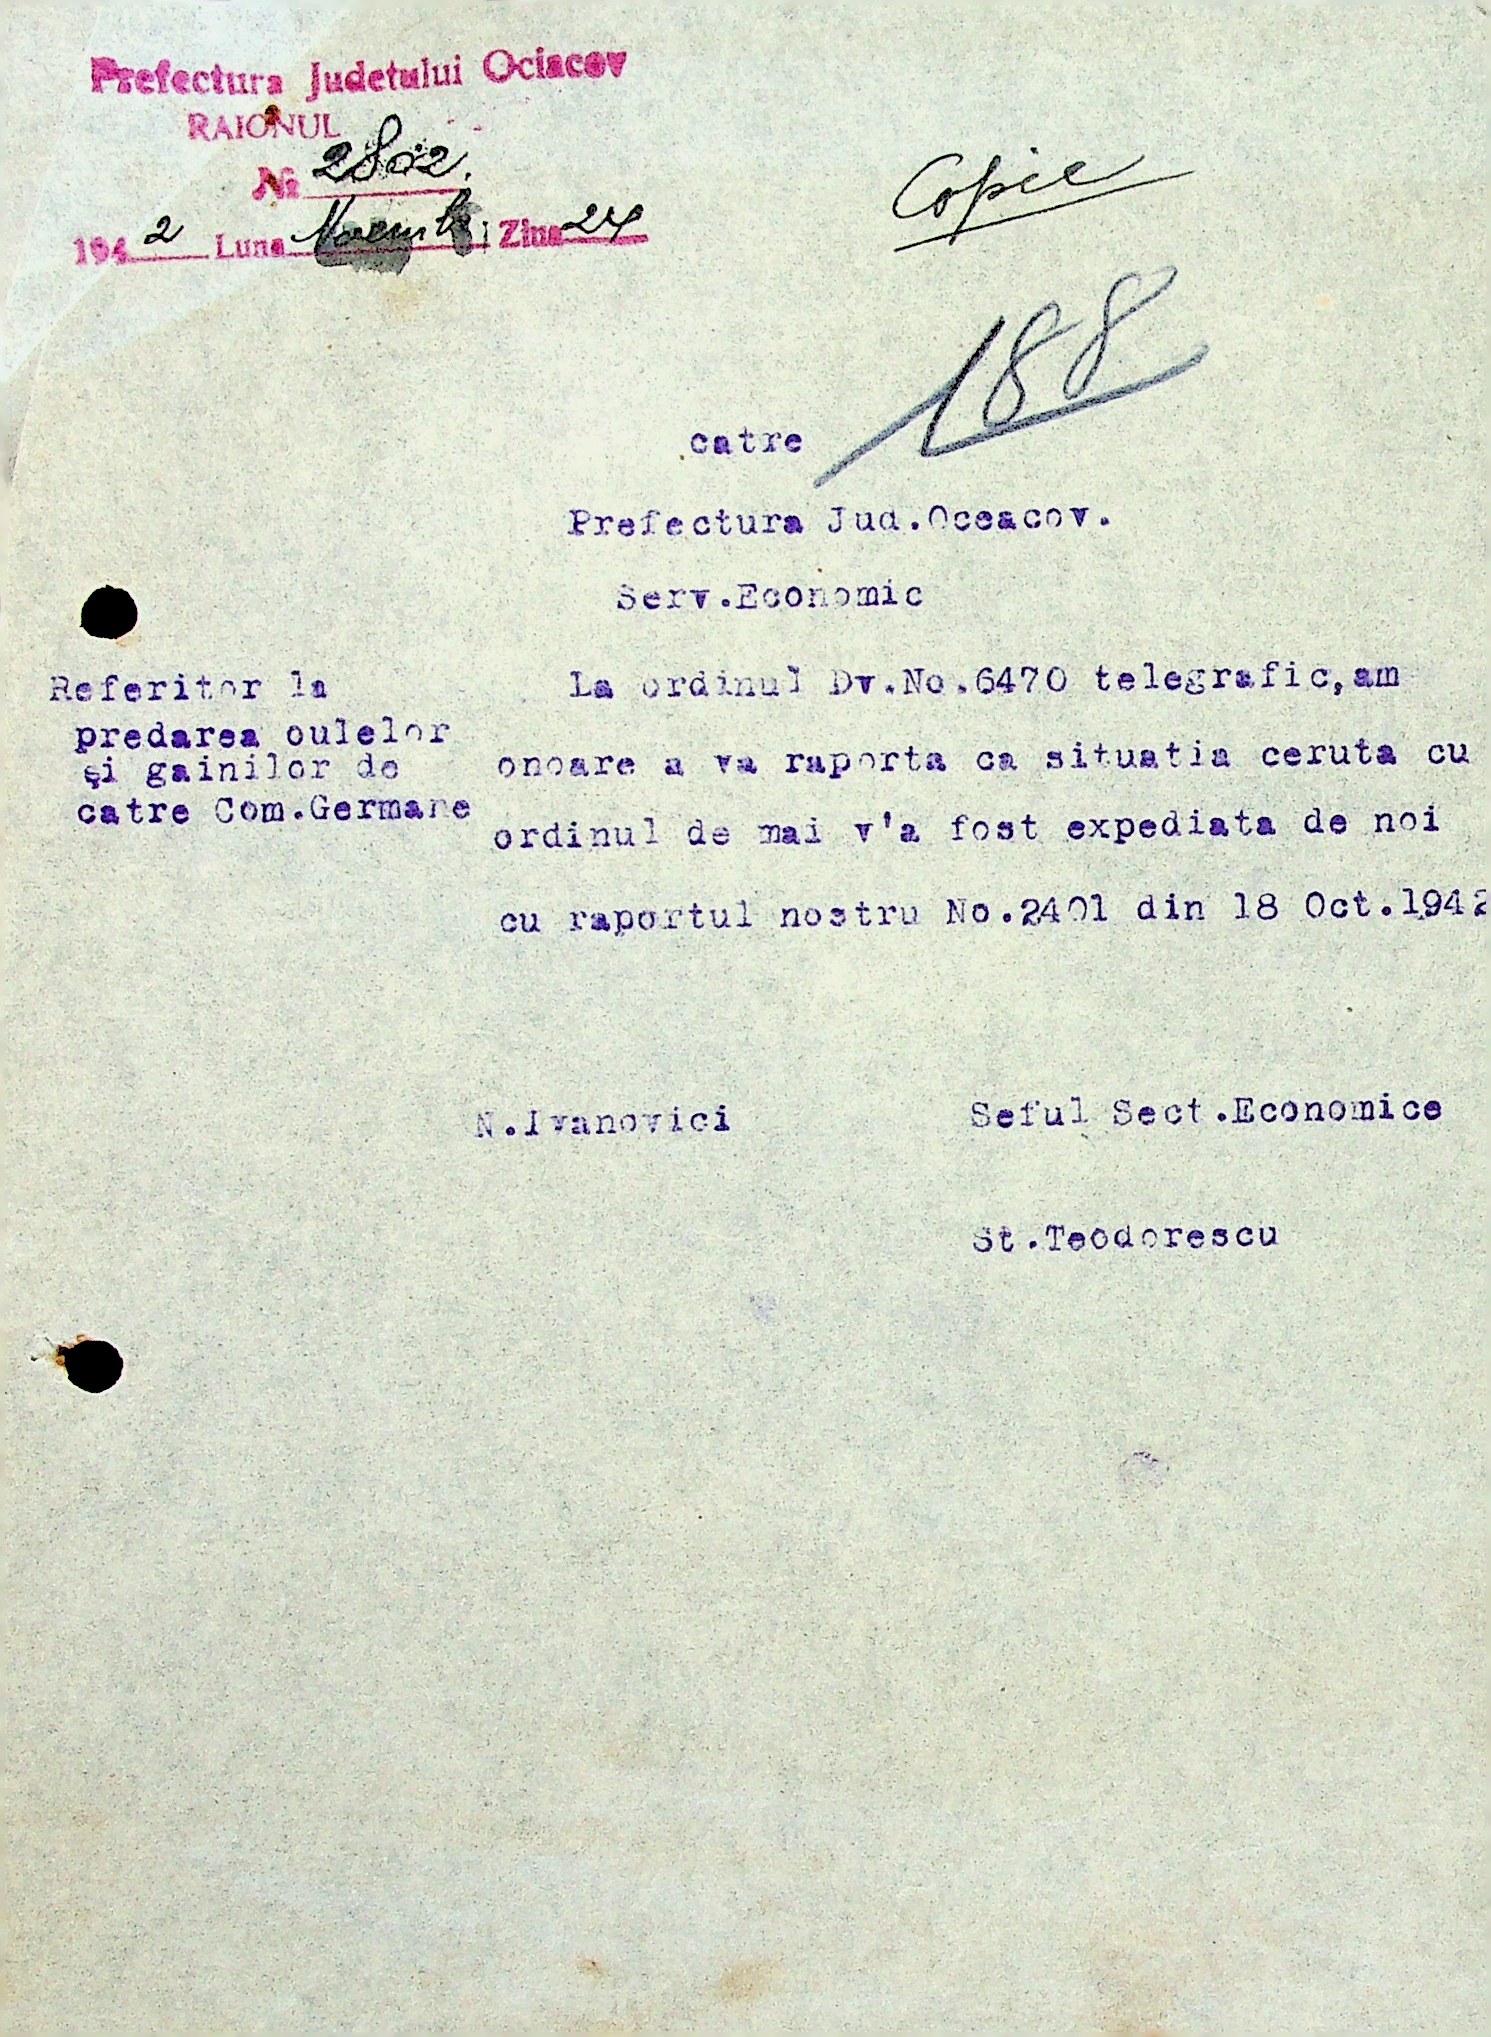 Prefectura Judetului Ociacov
RAIONUL
№ 2802.
1942 Luna Noembri Ziua 24
Copie
188
catre
Prefectura Jud.Oceacov.
Serv.Economic
Referitor la
predarea oulelor
şi gainilor de
catre Com.Germane
La ordinul Dv.No.6470 telegrafic,am
onoare a va raporta ca situatia ceruta cu
ordinul de mai v'a fost expediata de noi
cu raportul nostru No.2401 din 18 Oct.1942
N.Ivanovici
Seful Sect.Economice
St.Teodorescu